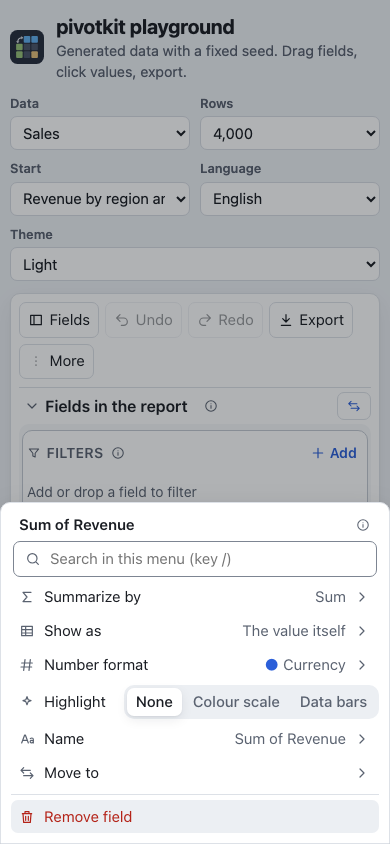 pivotkit playground
Generated data with a fixed seed. Drag fields,
click values, export.
Data
Rows
Sales
4,000
Start
Language
Revenue by region ar
English
Theme
Light
Fields
Undo
Redo
Export
More
Fields in the report
FILTERS
Add
Add or drop a field to filter
Sum of Revenue
Search in this menu (key /)
Summarize by
Sum
Show as
The value itself
Number format
Currency
Highlight
None
Colour scale
Data bars
Name
Sum of Revenue
Move to
Remove field